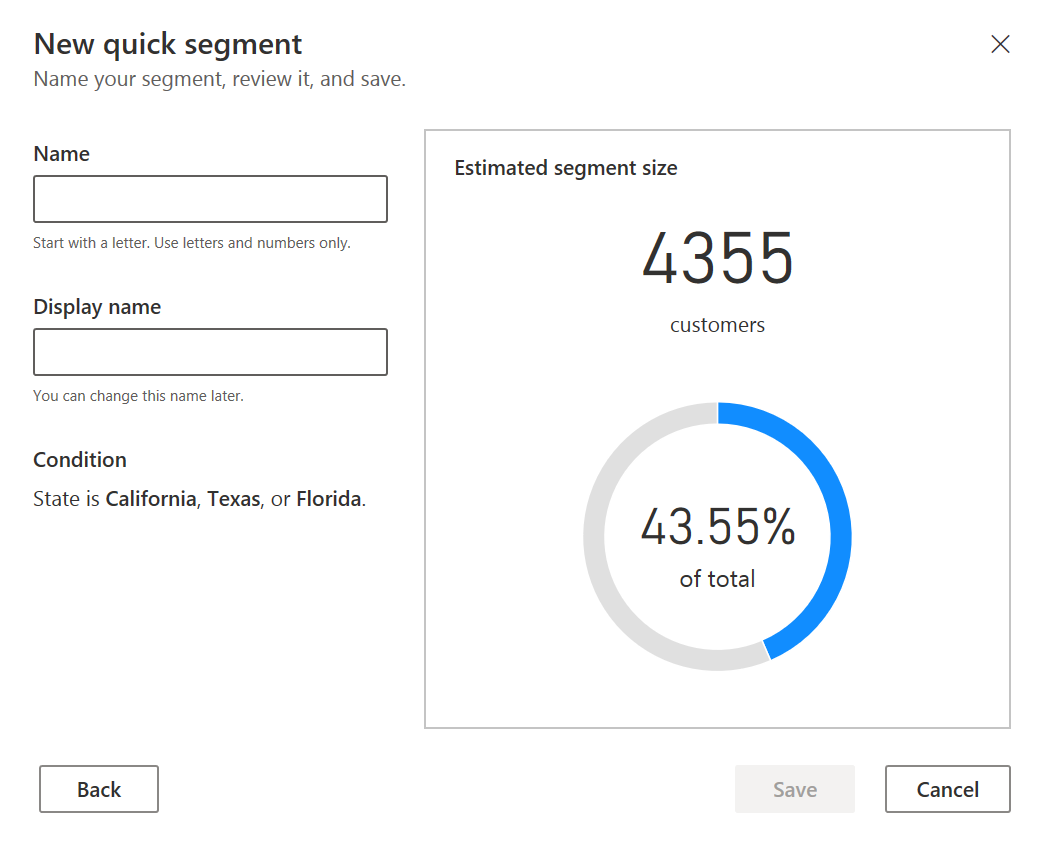 New quick segment
Name your segment, review it, and save.
Name
Start with a letter. Use letters and numbers only.
Display name
You can change this name later.
Condition
State is California, Texas, or Florida.
Estimated segment size
4355
customers
43.55%
of total
Back
Save
Cancel